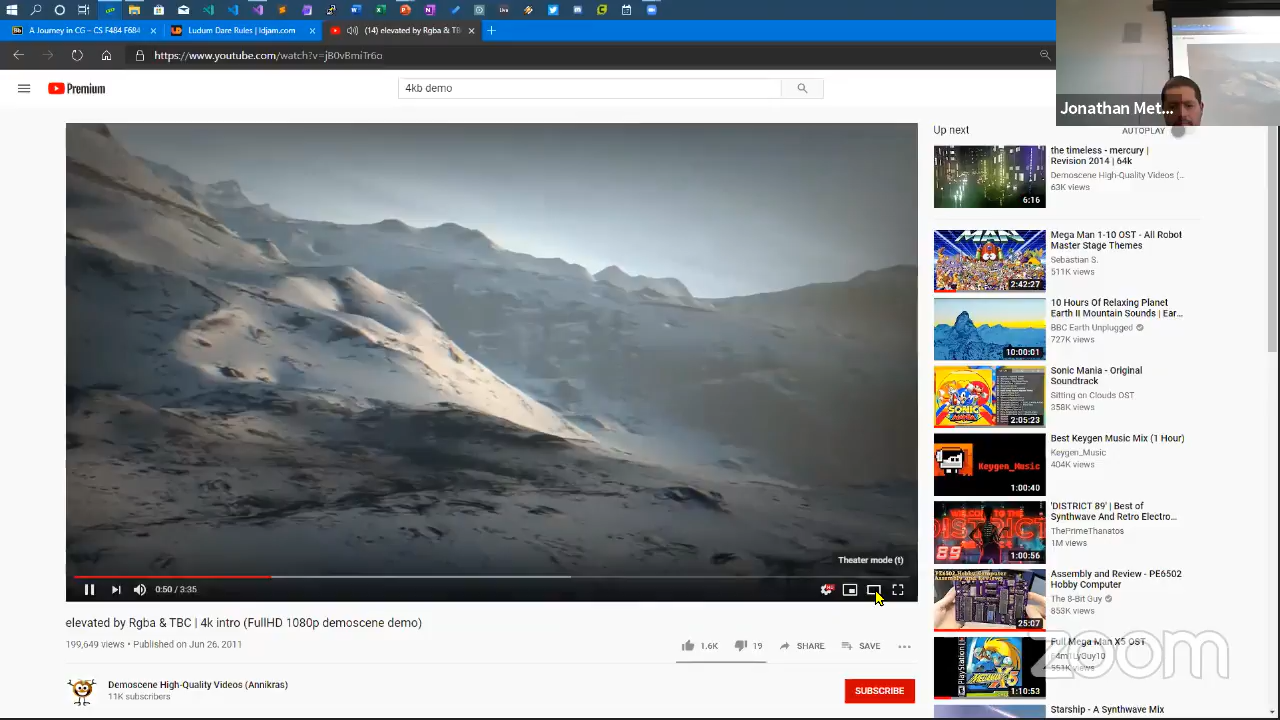 A Journey in CG – CS F484 F684
Ludum Dare Rules | ldjam.com
(14) elevated by Rgba & TB
https://www.youtube.com/watch?v=jB0vBmiTr6o
Premium
4kb demo
Jonathan Met...
Up next
AUTOPLAY
the timeless - mercury |
Revision 2014 | 64k
Demoscene High-Quality Videos (..
63K views
6:16
Mega Man 1-10 OST - All Robot
Master Stage Themes
Sebastian S.
511K views
2:42:27
10 Hours Of Relaxing Planet
Earth II Mountain Sounds | Ear...
BBC Earth Unplugged
727K views
10:00:01
Sonic Mania - Original
Soundtrack
Sitting on Clouds OST
358K views
2:05:23
Best Keygen Music Mix (1 Hour)
Keygen_Music
404K views
Keygen_Music
1:00:40
'DISTRICT 89' | Best of
Synthwave And Retro Electro...
ThePrimeThanatos
1M views
1:00:56
Assembly and Review - PE6502
Hobby Computer
The 8-Bit Guy
853K views
25:07
Full Mega Man X5 OST
551K views
1:10:53
Starship - A Synthwave Mix
Theater mode (t)
0:50 / 3:35
elevated by Rgba & TBC | 4k intro (FullHD 1080p demoscene demo)
199,649 views • Published on Jun 26, 2011
1.6K
19
SHARE
SAVE
Demoscene High-Quality Videos (Annikras)
11K subscribers
SUBSCRIBE
zoom